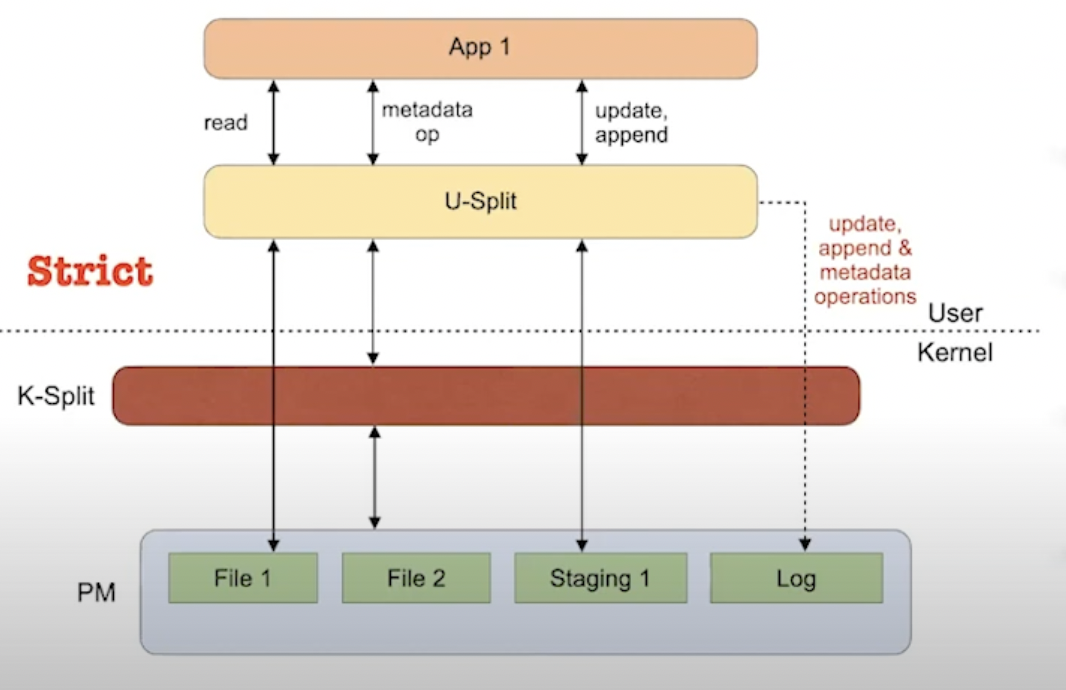 App 1
read
metadata
op
update,
append
U-Split
update,
append &
metadata
operations
Strict
User
Kernel
K-Split
PM
File 1
File 2
Staging 1
Log